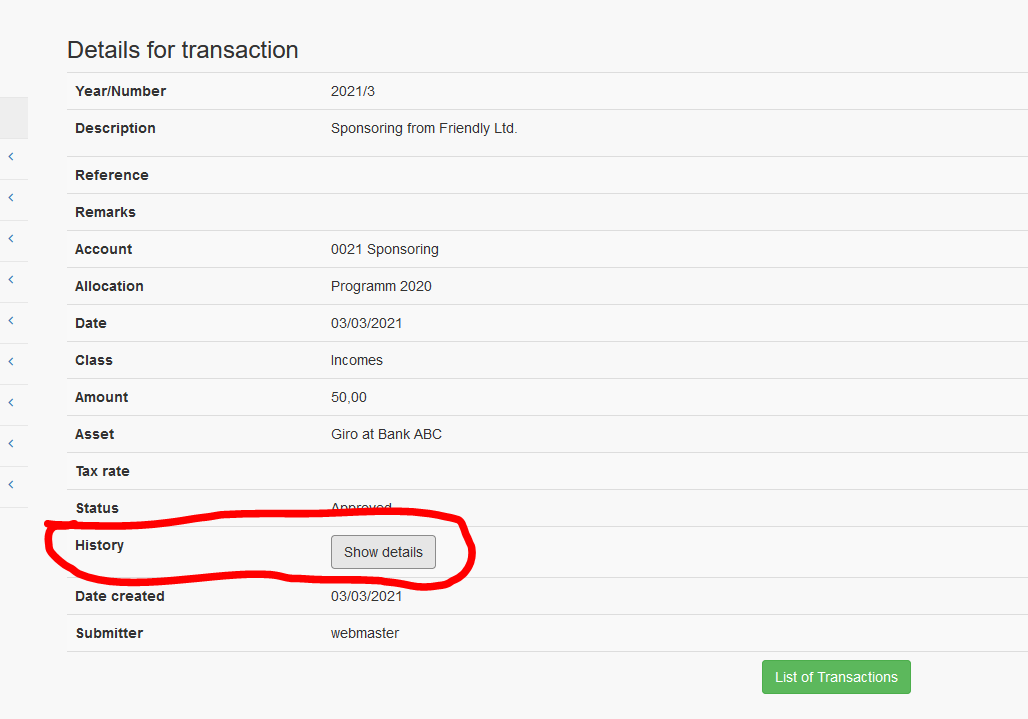 Details for transaction
Year/Number 2021/3
Description Sponsoring from Friendly Ltd.
Reference
Remarks
Account 0021 Sponsoring
Allocation Programm 2020
Date 03/03/2021
Class Incomes
Amount 50,00
Asset Giro at Bank ABC
Tax rate
Status Approved
History Show details
Date created 03/03/2021
Submitter webmaster
List of Transactions